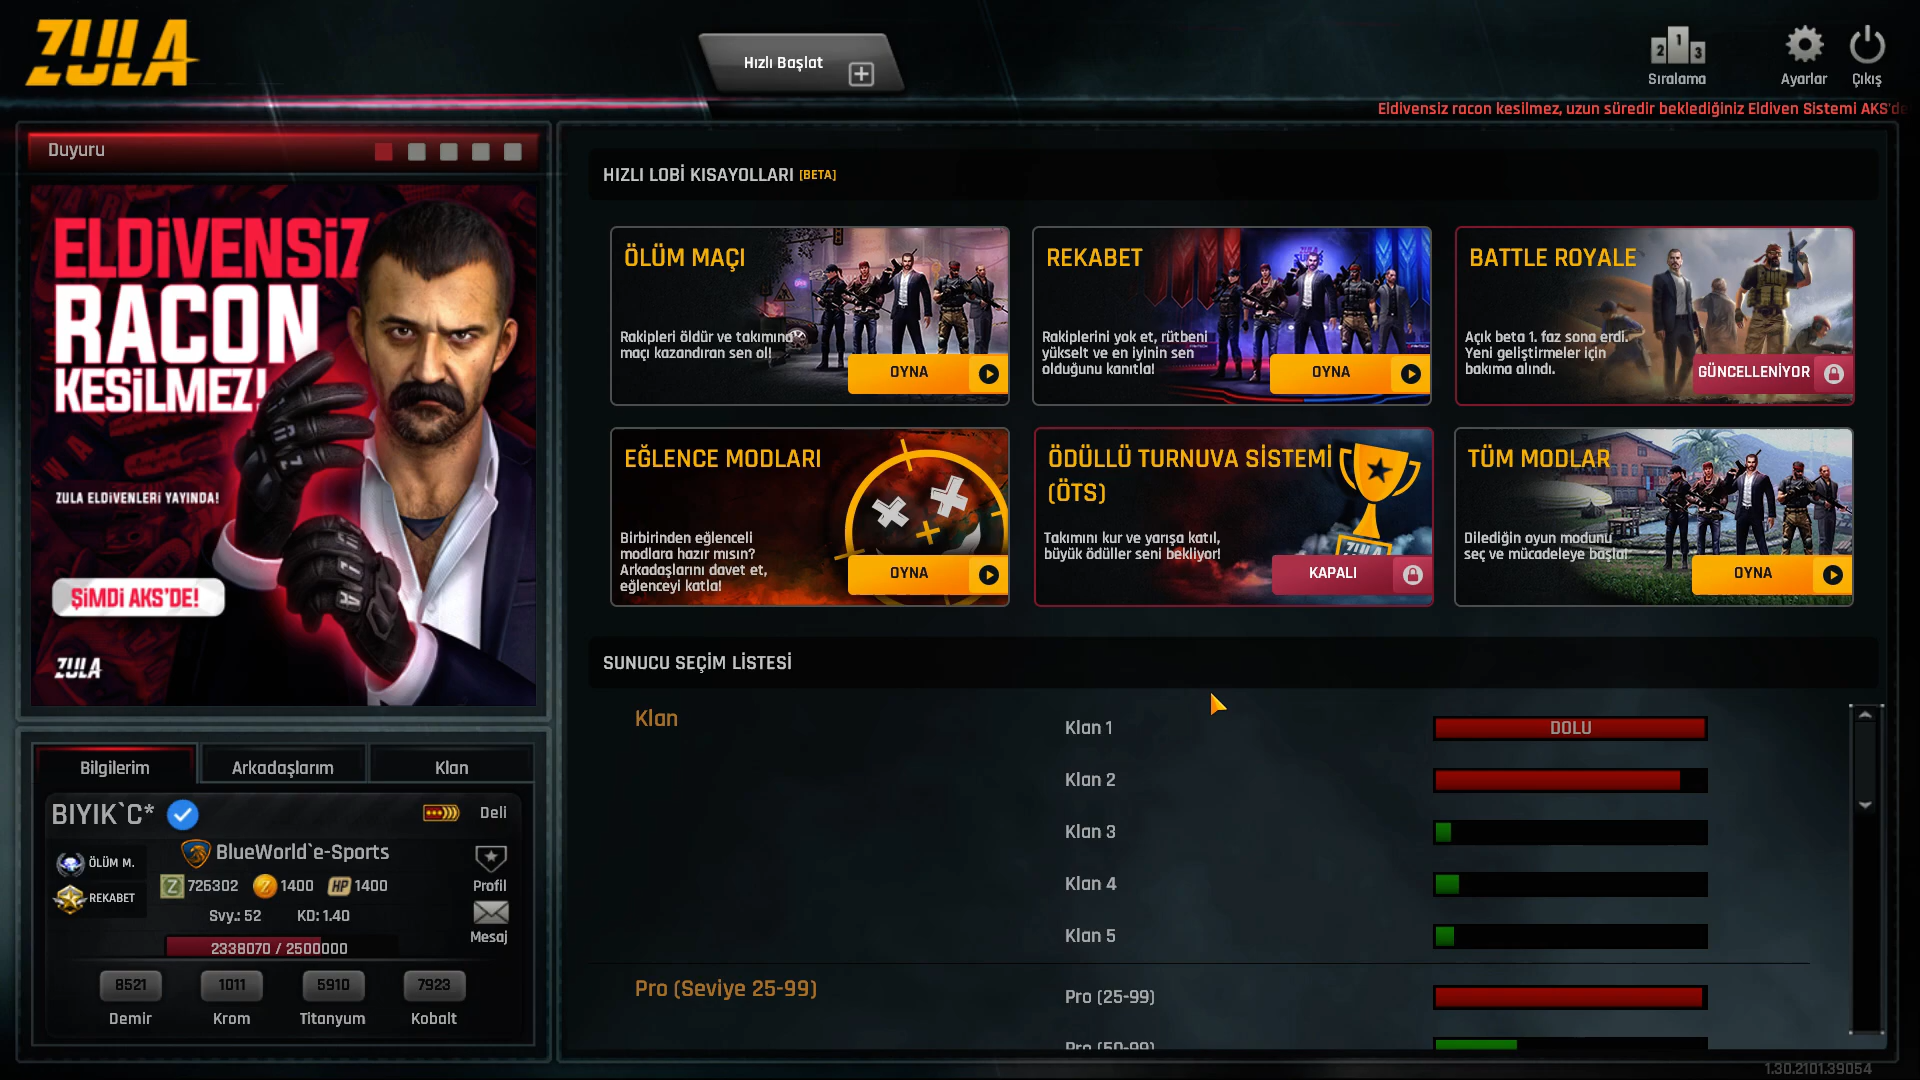 ZULA
Hızlı Başlat
Sıralama
Ayarlar
Çıkış
Eldivensiz racon kesilmez, uzun süredir beklediğiniz Eldiven Sistemi AKS'de
Duyuru
ELDİVENSİZ
RACON
KESİLMEZ!
ZULA ELDİVENLERİ YAYINDA!
ŞİMDİ AKS'DE!
ZULA
HIZLI LOBİ KISAYOLLARI [BETA]
ÖLÜM MAÇI
Rakipleri öldür ve takımına
maçı kazandıran sen ol!
OYNA
REKABET
Rakiplerini yok et, rütbeni
yükselt ve en iyinin sen
olduğunu kanıtla!
OYNA
BATTLE ROYALE
Açık beta 1. faz sona erdi.
Yeni geliştirmeler için
bakıma alındı.
GÜNCELLENİYOR
EĞLENCE MODLARI
Birbirinden eğlenceli
modlara hazır mısın?
Arkadaşlarını davet et,
eğlenceyi katla!
OYNA
ÖDÜLLÜ TURNUVA SİSTEMİ
(ÖTS)
Takımını kur ve yarışa katıl,
büyük ödüller seni bekliyor!
ZULA
KAPALI
TÜM MODLAR
Dilediğin oyun modunu
seç ve mücadeleye başla!
OYNA
SUNUCU SEÇİM LİSTESİ
Klan
Klan 1
DOLU
Klan 2
Klan 3
Klan 4
Klan 5
Pro (Seviye 25-99)
Pro (25-99)
Pro (50-99)
Bilgilerim
Arkadaşlarım
Klan
BIYIK`C*
Deli
ÖLÜM M.
BlueWorld`e-Sports
REKABET
726302
1400
HP 1400
Profil
Svy.: 52
KD: 1.40
Mesaj
2338070 / 2500000
8521
1011
5910
7923
Demir
Krom
Titanyum
Kobalt
1.30.2101.39054